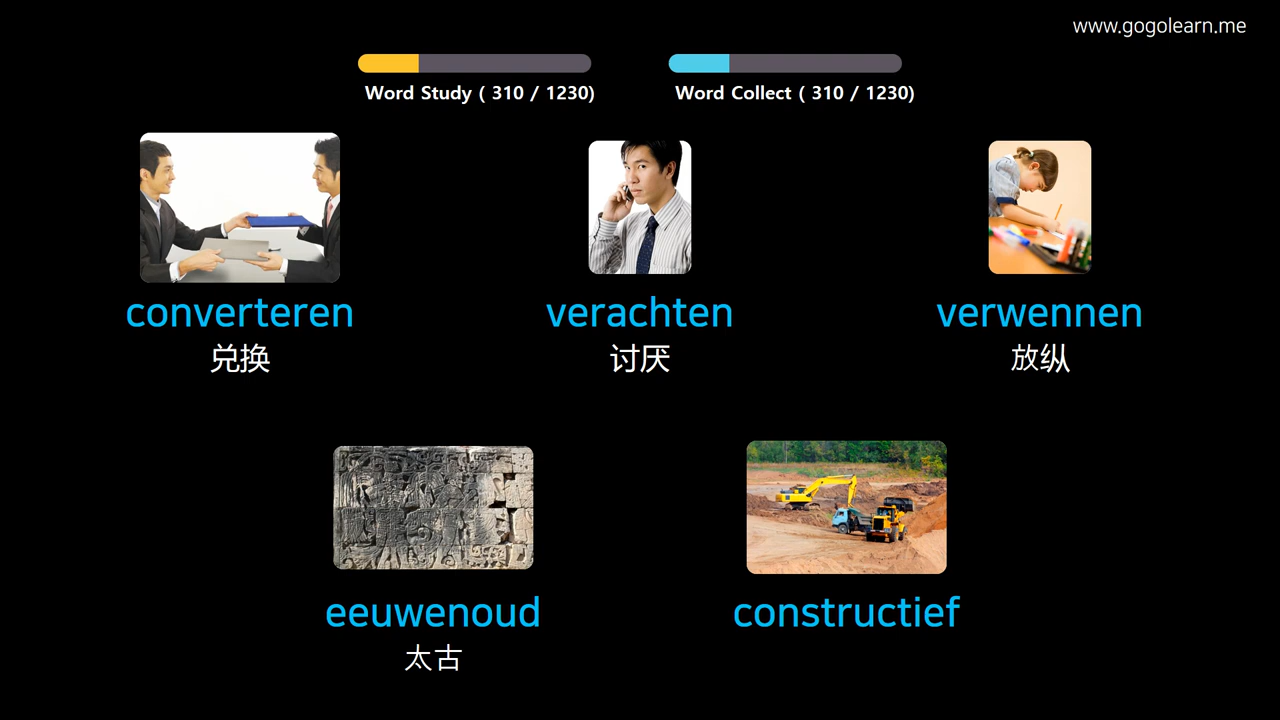 www.gogolearn.me
Word Study ( 310 / 1230)
Word Collect ( 310 / 1230)
converteren
兑换
verachten
讨厌
verwennen
放纵
eeuwenoud
太古
constructief